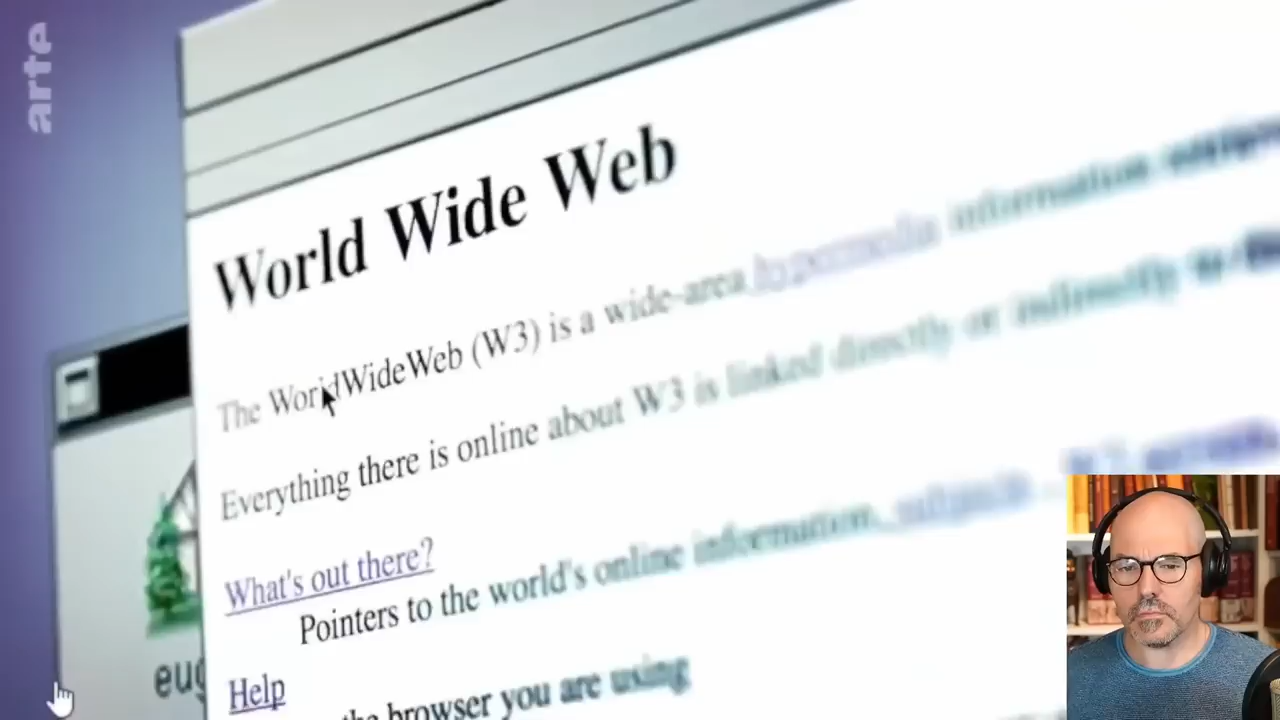 arte
World Wide Web
The WorldWideWeb (W3) is a wide-area hypermedia information
Everything there is online about W3 is linked directly or indirectly to
What's out there?
Pointers to the world's online information, subjects
Help
the browser you are using
eug